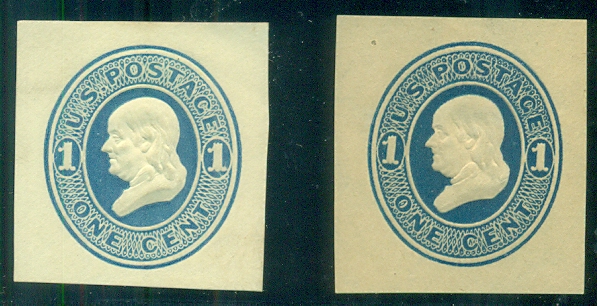 U.S. POSTAGE
1 1
ONE CENT
U.S. POSTAGE
1 1
ONE CENT